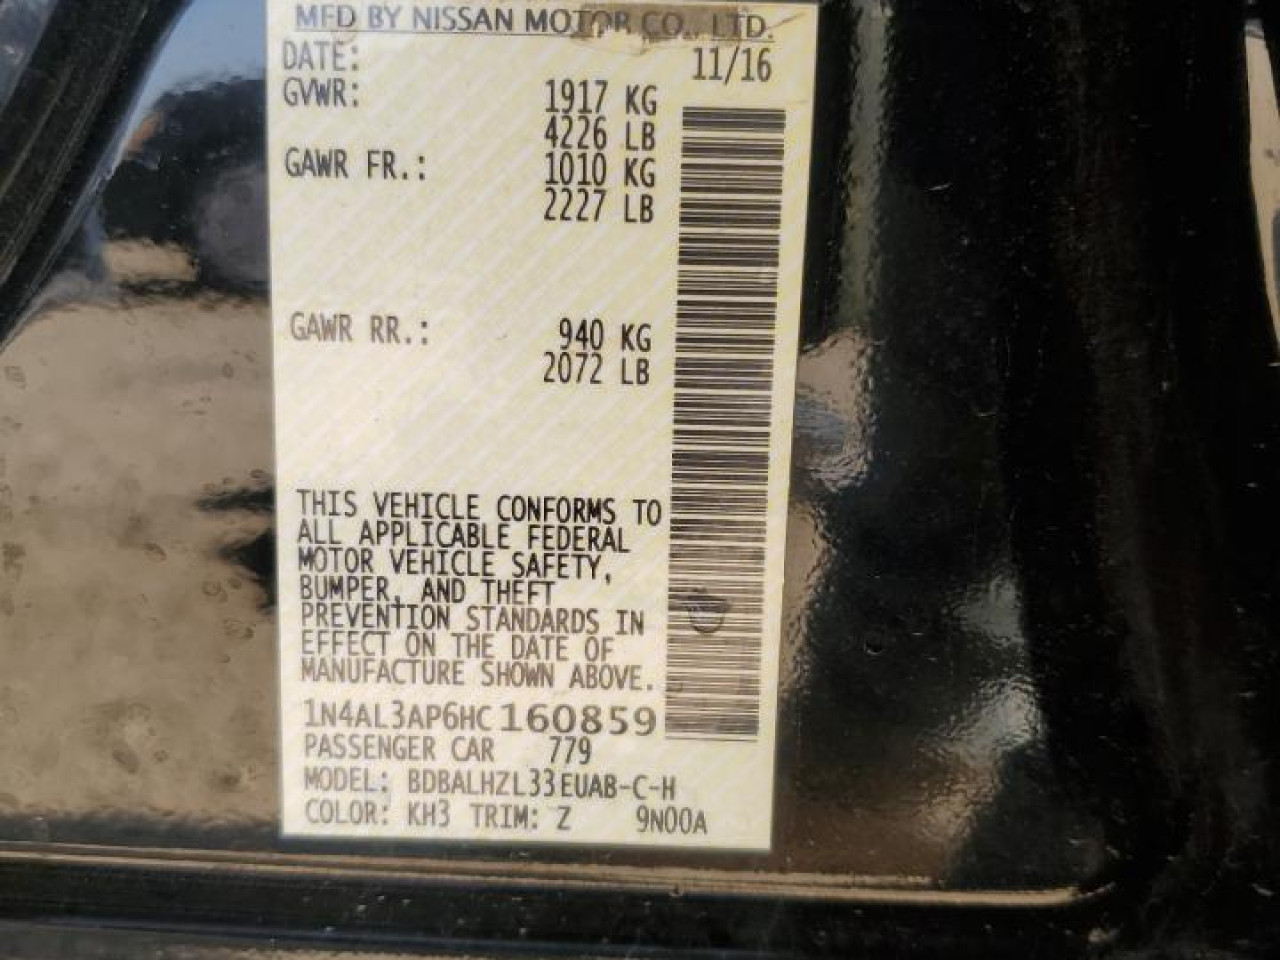 MFD BY NISSAN MOTOR CO., LTD.
DATE: 11/16
GVWR: 1917 KG
4226 LB
GAWR FR.: 1010 KG
2227 LB
GAWR RR.: 940 KG
2072 LB
THIS VEHICLE CONFORMS TO
ALL APPLICABLE FEDERAL
MOTOR VEHICLE SAFETY,
BUMPER, AND THEFT
PREVENTION STANDARDS IN
EFFECT ON THE DATE OF
MANUFACTURE SHOWN ABOVE.
1N4AL3AP6HC160859
PASSENGER CAR 779
MODEL: BDBALHZL33EUAB-C-H
COLOR: KH3 TRIM: Z 9N00A